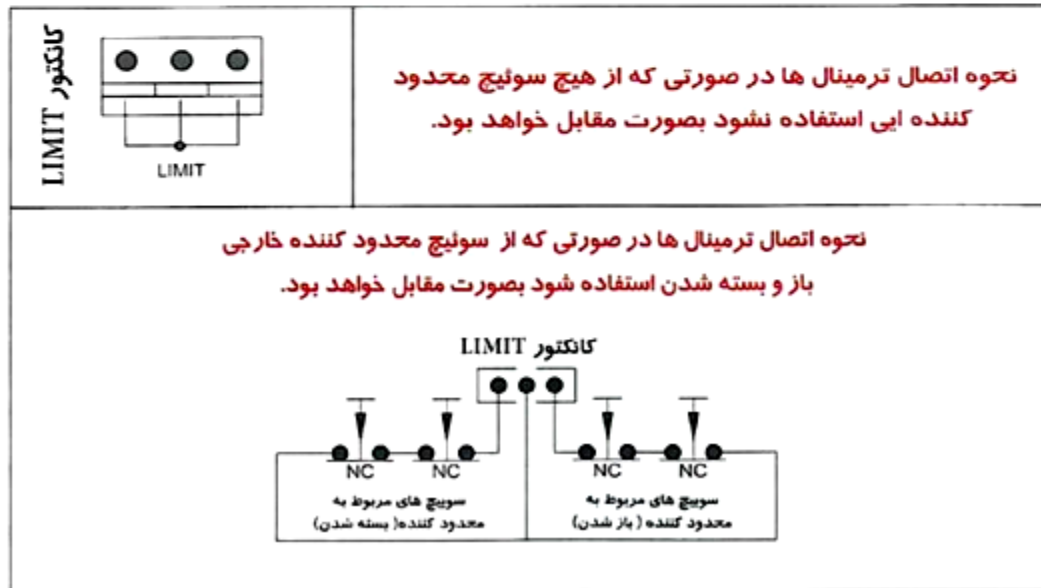 کانکتور LIMIT
LIMIT
نحوه اتصال ترمینال ها در صورتی که از هیچ سوئیچ محدود
کننده ایی استفاده نشود بصورت مقابل خواهد بود.
نحوه اتصال ترمینال ها در صورتی که از سوئیچ محدود کننده خارجی
باز و بسته شدن استفاده شود بصورت مقابل خواهد بود.
کانکتور LIMIT
NC NC NC NC
سوییچ های مربوط به
محدود کننده (باز شدن)
سوییچ های مربوط به
محدود کننده( بسته شدن)